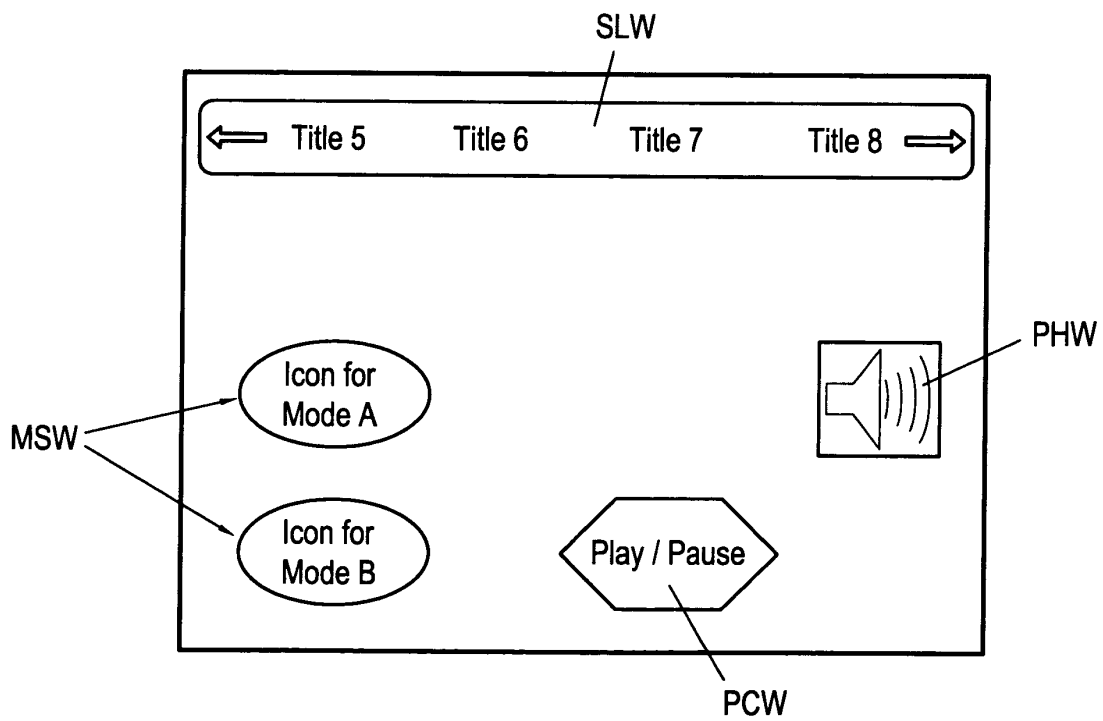 SLW
Title 5 Title 6 Title 7 Title 8
PHW
Icon for
Mode A
MSW
Icon for
Mode B
Play / Pause
PCW